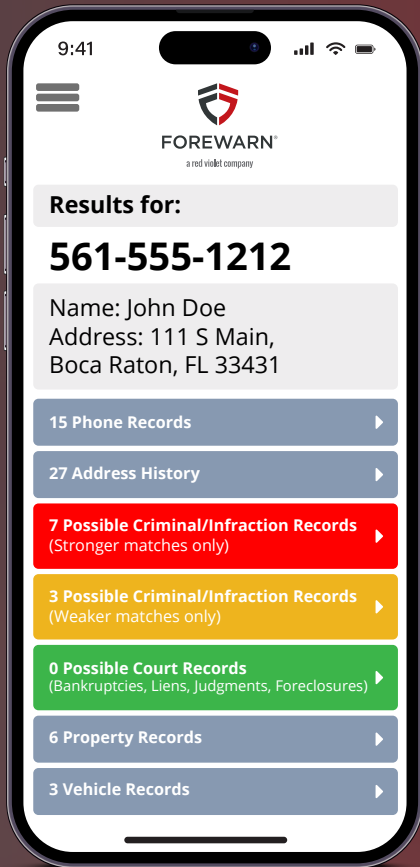 9:41
FOREWARN®
a red violet company
Results for:
561-555-1212
Name: John Doe
Address: 111 S Main,
Boca Raton, FL 33431
15 Phone Records
27 Address History
7 Possible Criminal/Infraction Records
(Stronger matches only)
3 Possible Criminal/Infraction Records
(Weaker matches only)
0 Possible Court Records
(Bankruptcies, Liens, Judgments, Foreclosures)
6 Property Records
3 Vehicle Records